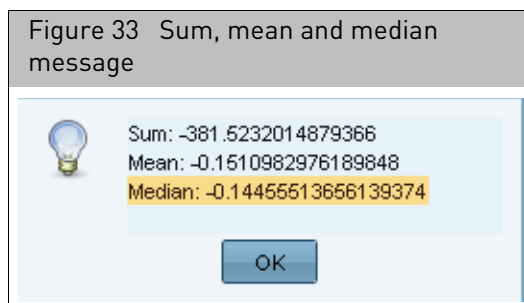 Figure 33 Sum, mean and median
message
Sum: -381.5232014879366
Mean: -0.1510982976189848
Median: -0.14455513656139374
OK